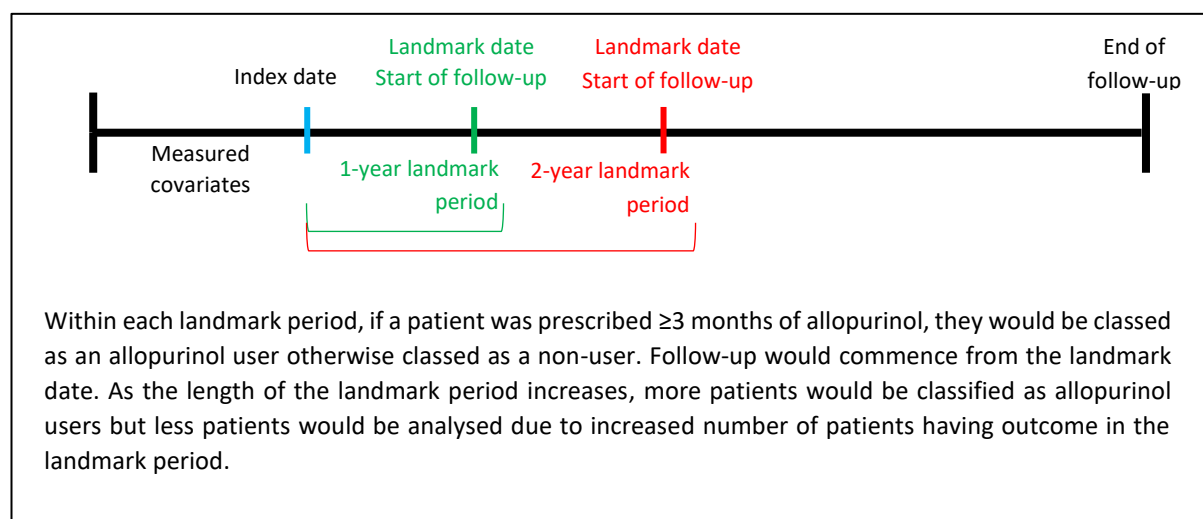 Landmark date
Start of follow-up
Landmark date
Start of follow-up
End of
follow-up
Index date
Measured
covariates
1-year landmark
period
2-year landmark
period
Within each landmark period, if a patient was prescribed ≥3 months of allopurinol, they would be classed
as an allopurinol user otherwise classed as a non-user. Follow-up would commence from the landmark
date. As the length of the landmark period increases, more patients would be classified as allopurinol
users but less patients would be analysed due to increased number of patients having outcome in the
landmark period.